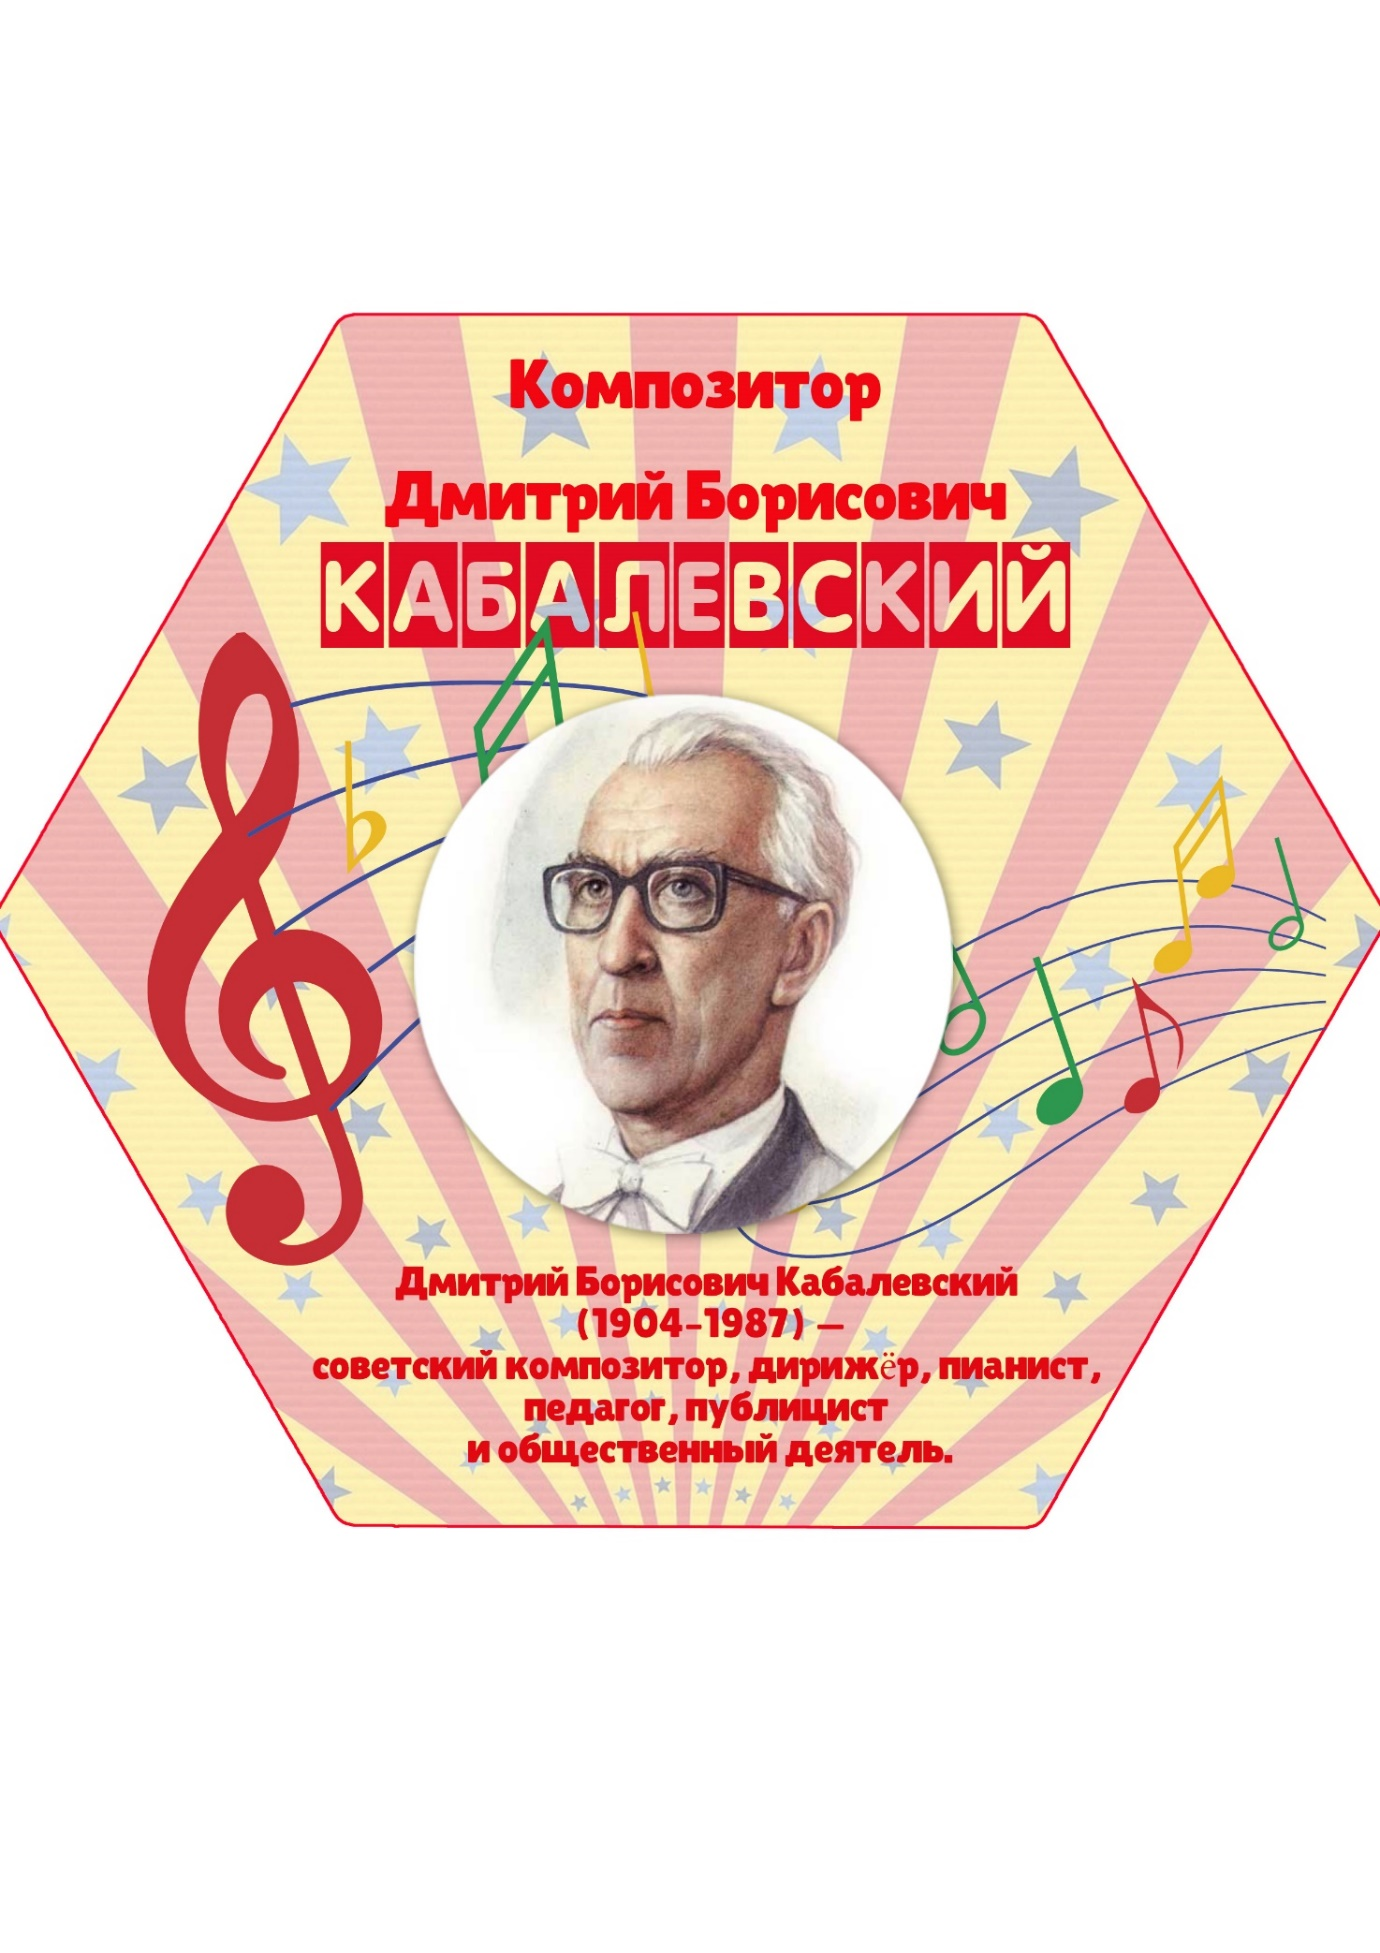 Композитор
Дмитрий Борисович
КАБАЛЕВСКИЙ
Дмитрий Борисович Кабалевский
(1904-1987) —
советский композитор, дирижёр, пианист,
педагог, публицист
и общественный деятель.